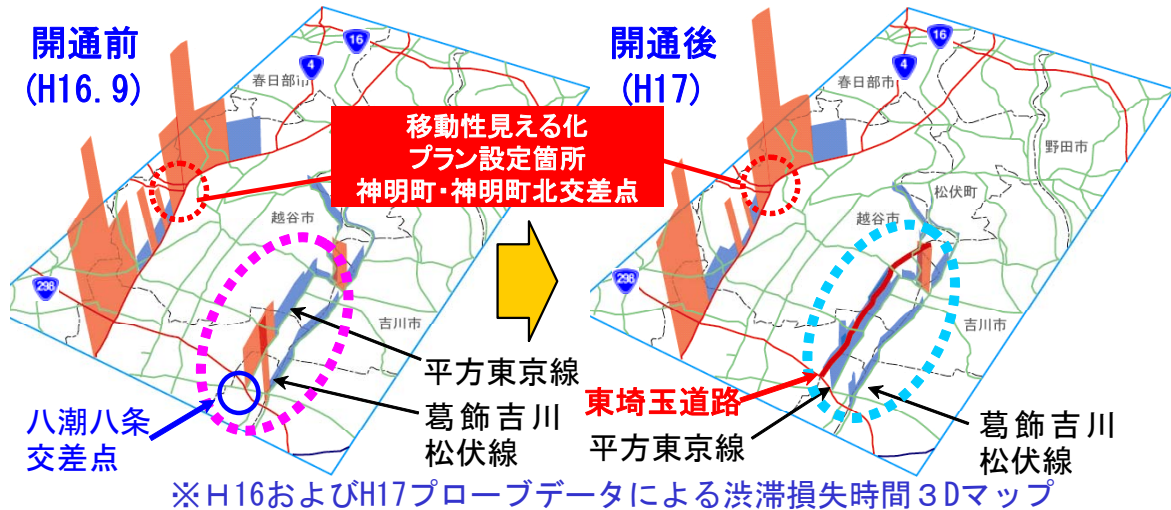 開通前
(H16.9)
16
4
春日部市
298
越谷市
吉川市
平方東京線
葛飾吉川
松伏線
八潮八条
交差点
移動性見える化
プラン設定箇所
神明町・神明町北交差点
開通後
(H17)
16
4
春日部市
野田市
松伏町
越谷市
298
吉川市
東埼玉道路
平方東京線
葛飾吉川
松伏線
※H16およびH17プローブデータによる渋滞損失時間3Dマップ